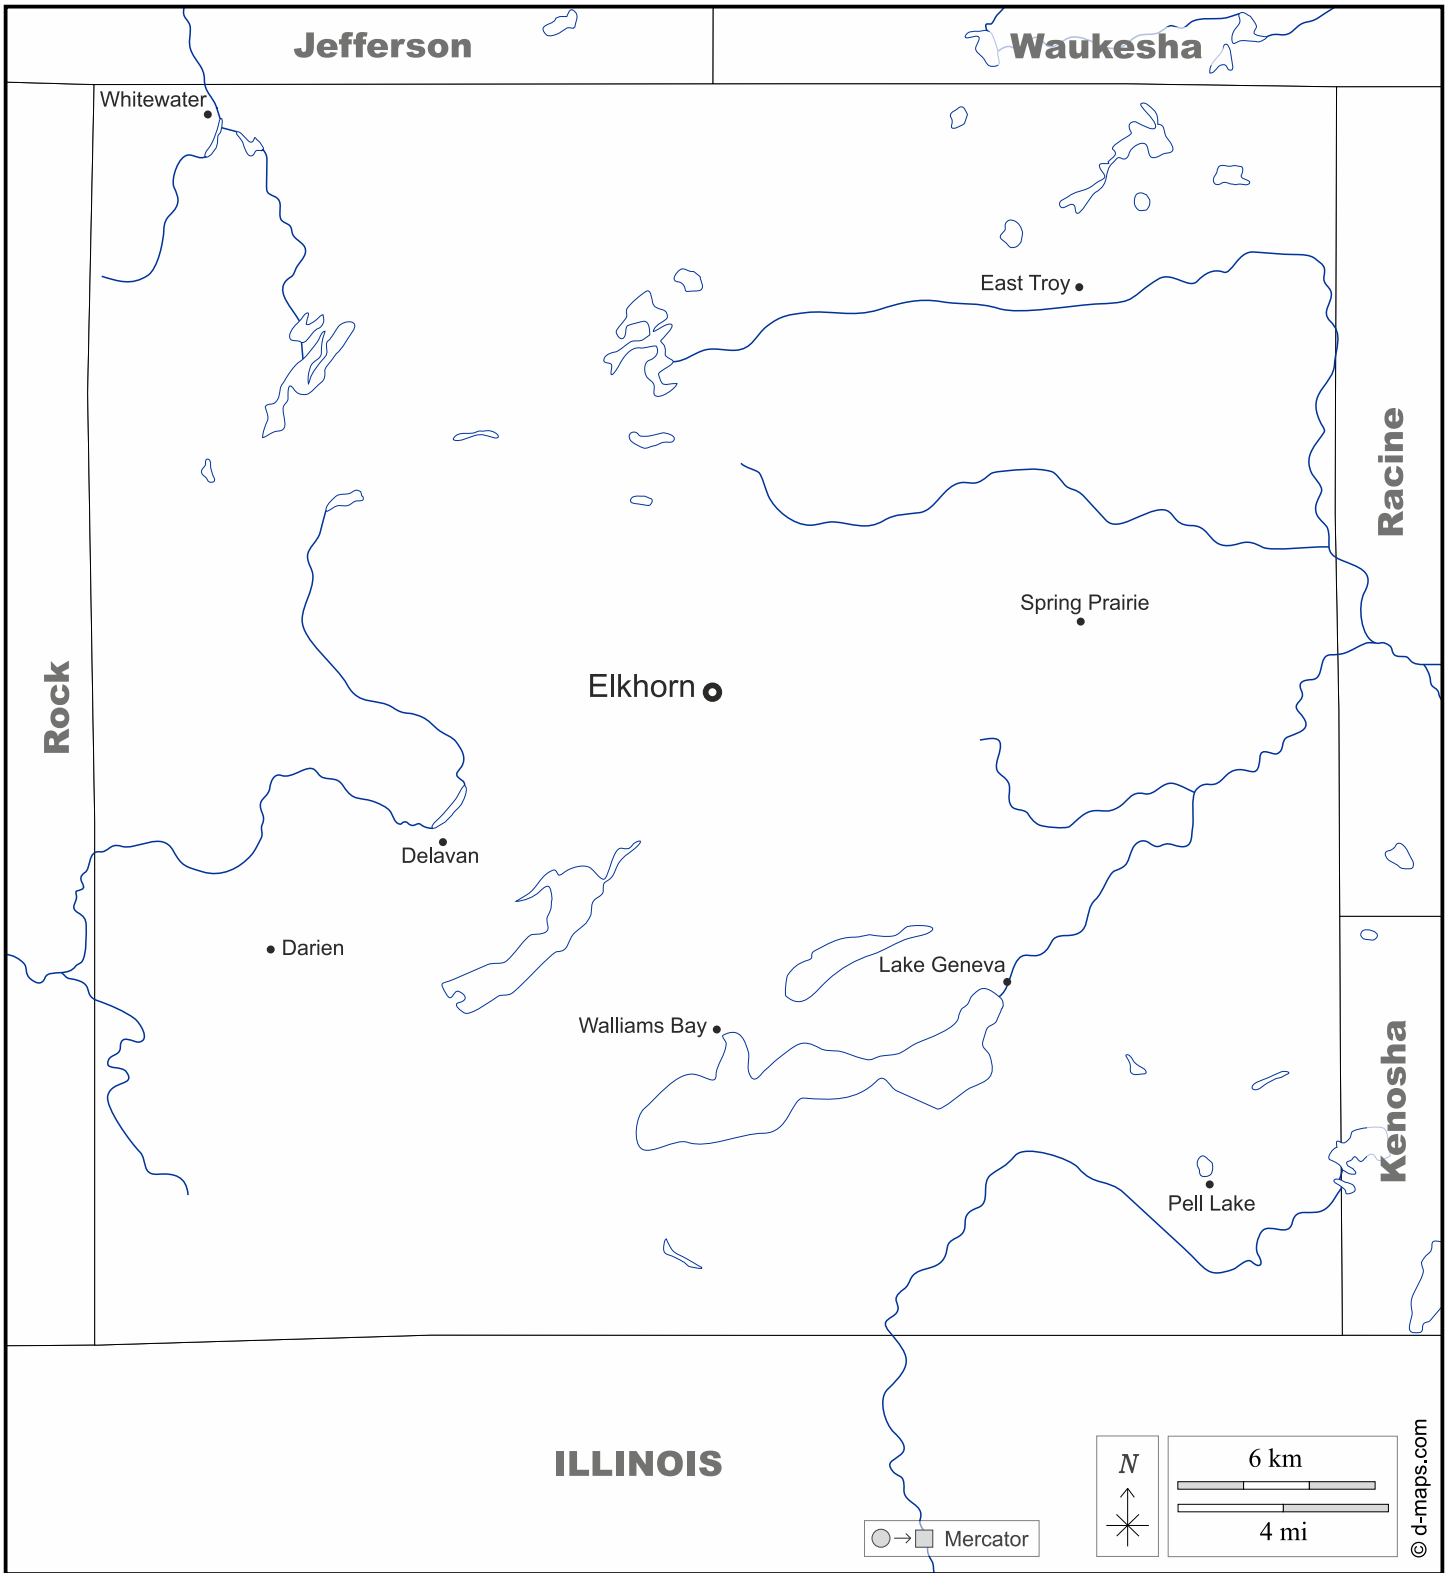 Jefferson
Waukesha
Whitewater
East Troy
Racine
Spring Prairie
Rock
Elkhorn
Delavan
Darien
Lake Geneva
Walliams Bay
Kenosha
Pell Lake
ILLINOIS
N
6 km
4 mi
Mercator
© d-maps.com